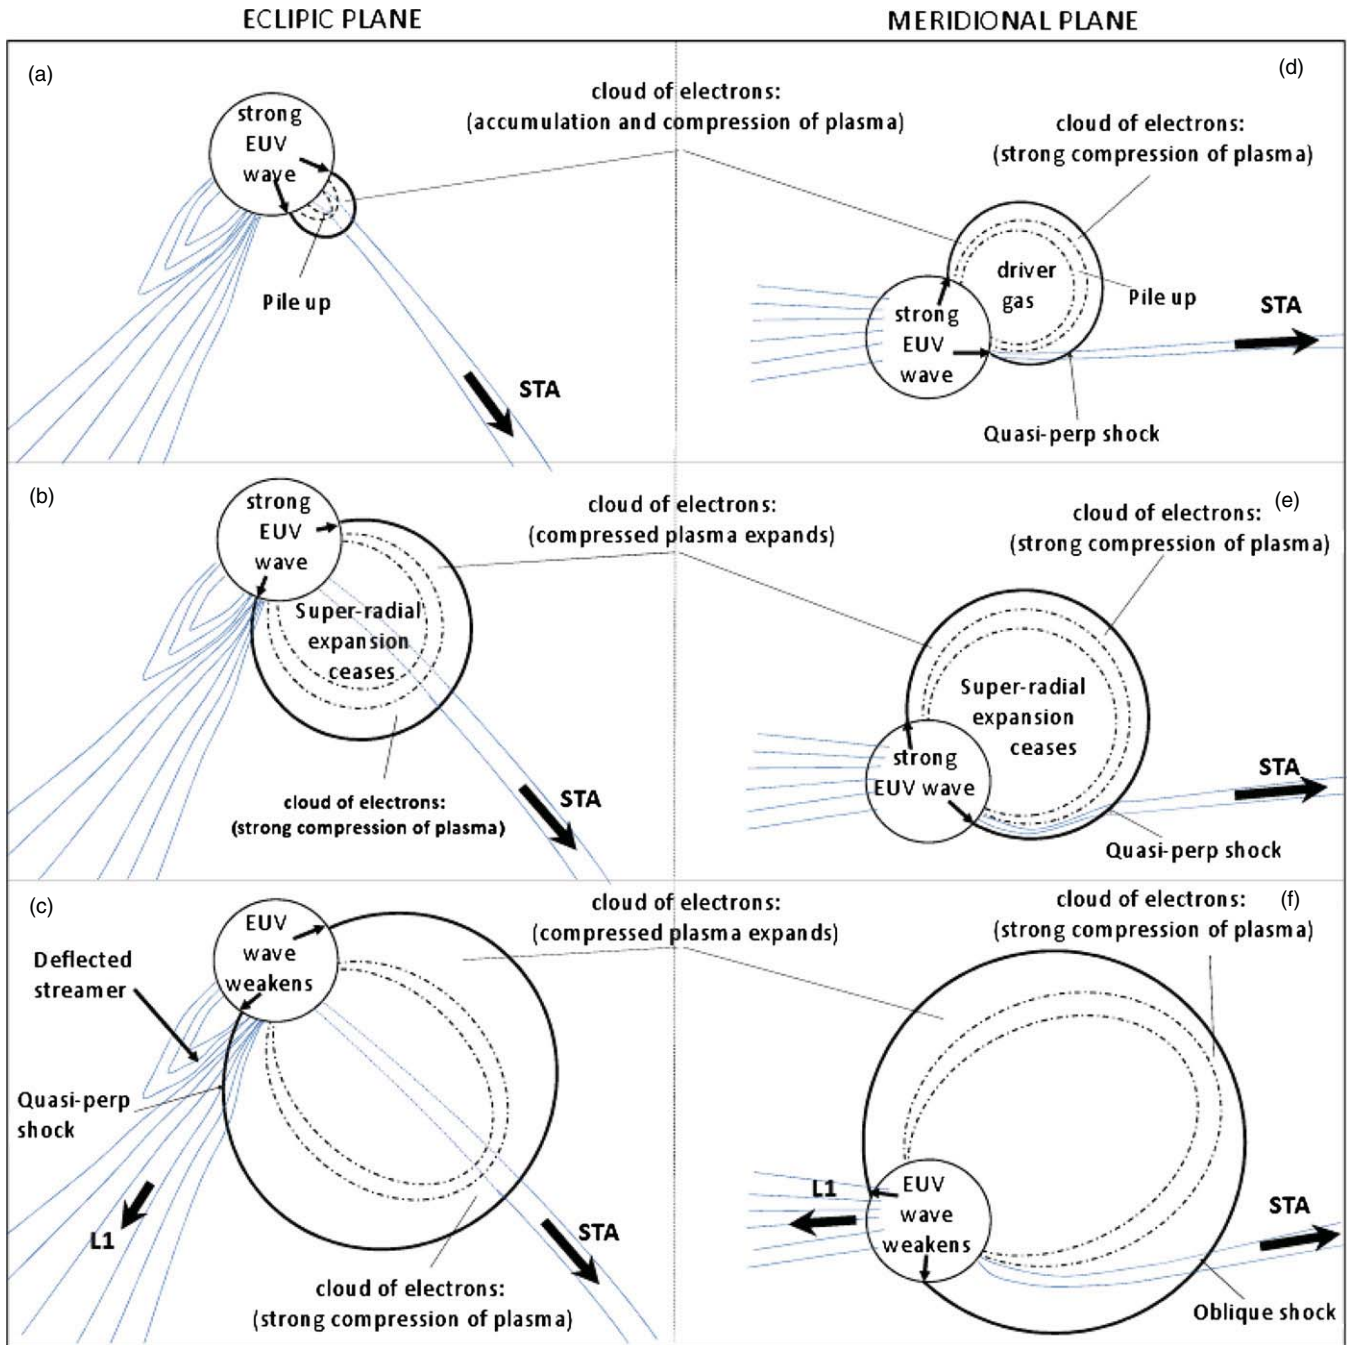 ECLIPIC PLANE
MERIDIONAL PLANE
(a)
strong
EUV
wave
Pile up
STA
cloud of electrons:
(accumulation and compression of plasma)
(d)
cloud of electrons:
(strong compression of plasma)
driver
gas
Pile up
strong
EUV
wave
STA
Quasi-perp shock
(b)
strong
EUV
wave
Super-radial
expansion
ceases
cloud of electrons:
(strong compression of plasma)
STA
cloud of electrons:
(compressed plasma expands)
(e)
cloud of electrons:
(strong compression of plasma)
Super-radial
expansion
ceases
strong
EUV wave
STA
Quasi-perp shock
(c)
EUV
wave
weakens
Deflected
streamer
Quasi-perp
shock
L1
STA
cloud of electrons:
(strong compression of plasma)
cloud of electrons:
(compressed plasma expands)
(f)
cloud of electrons:
(strong compression of plasma)
L1
EUV
wave
weakens
STA
Oblique shock